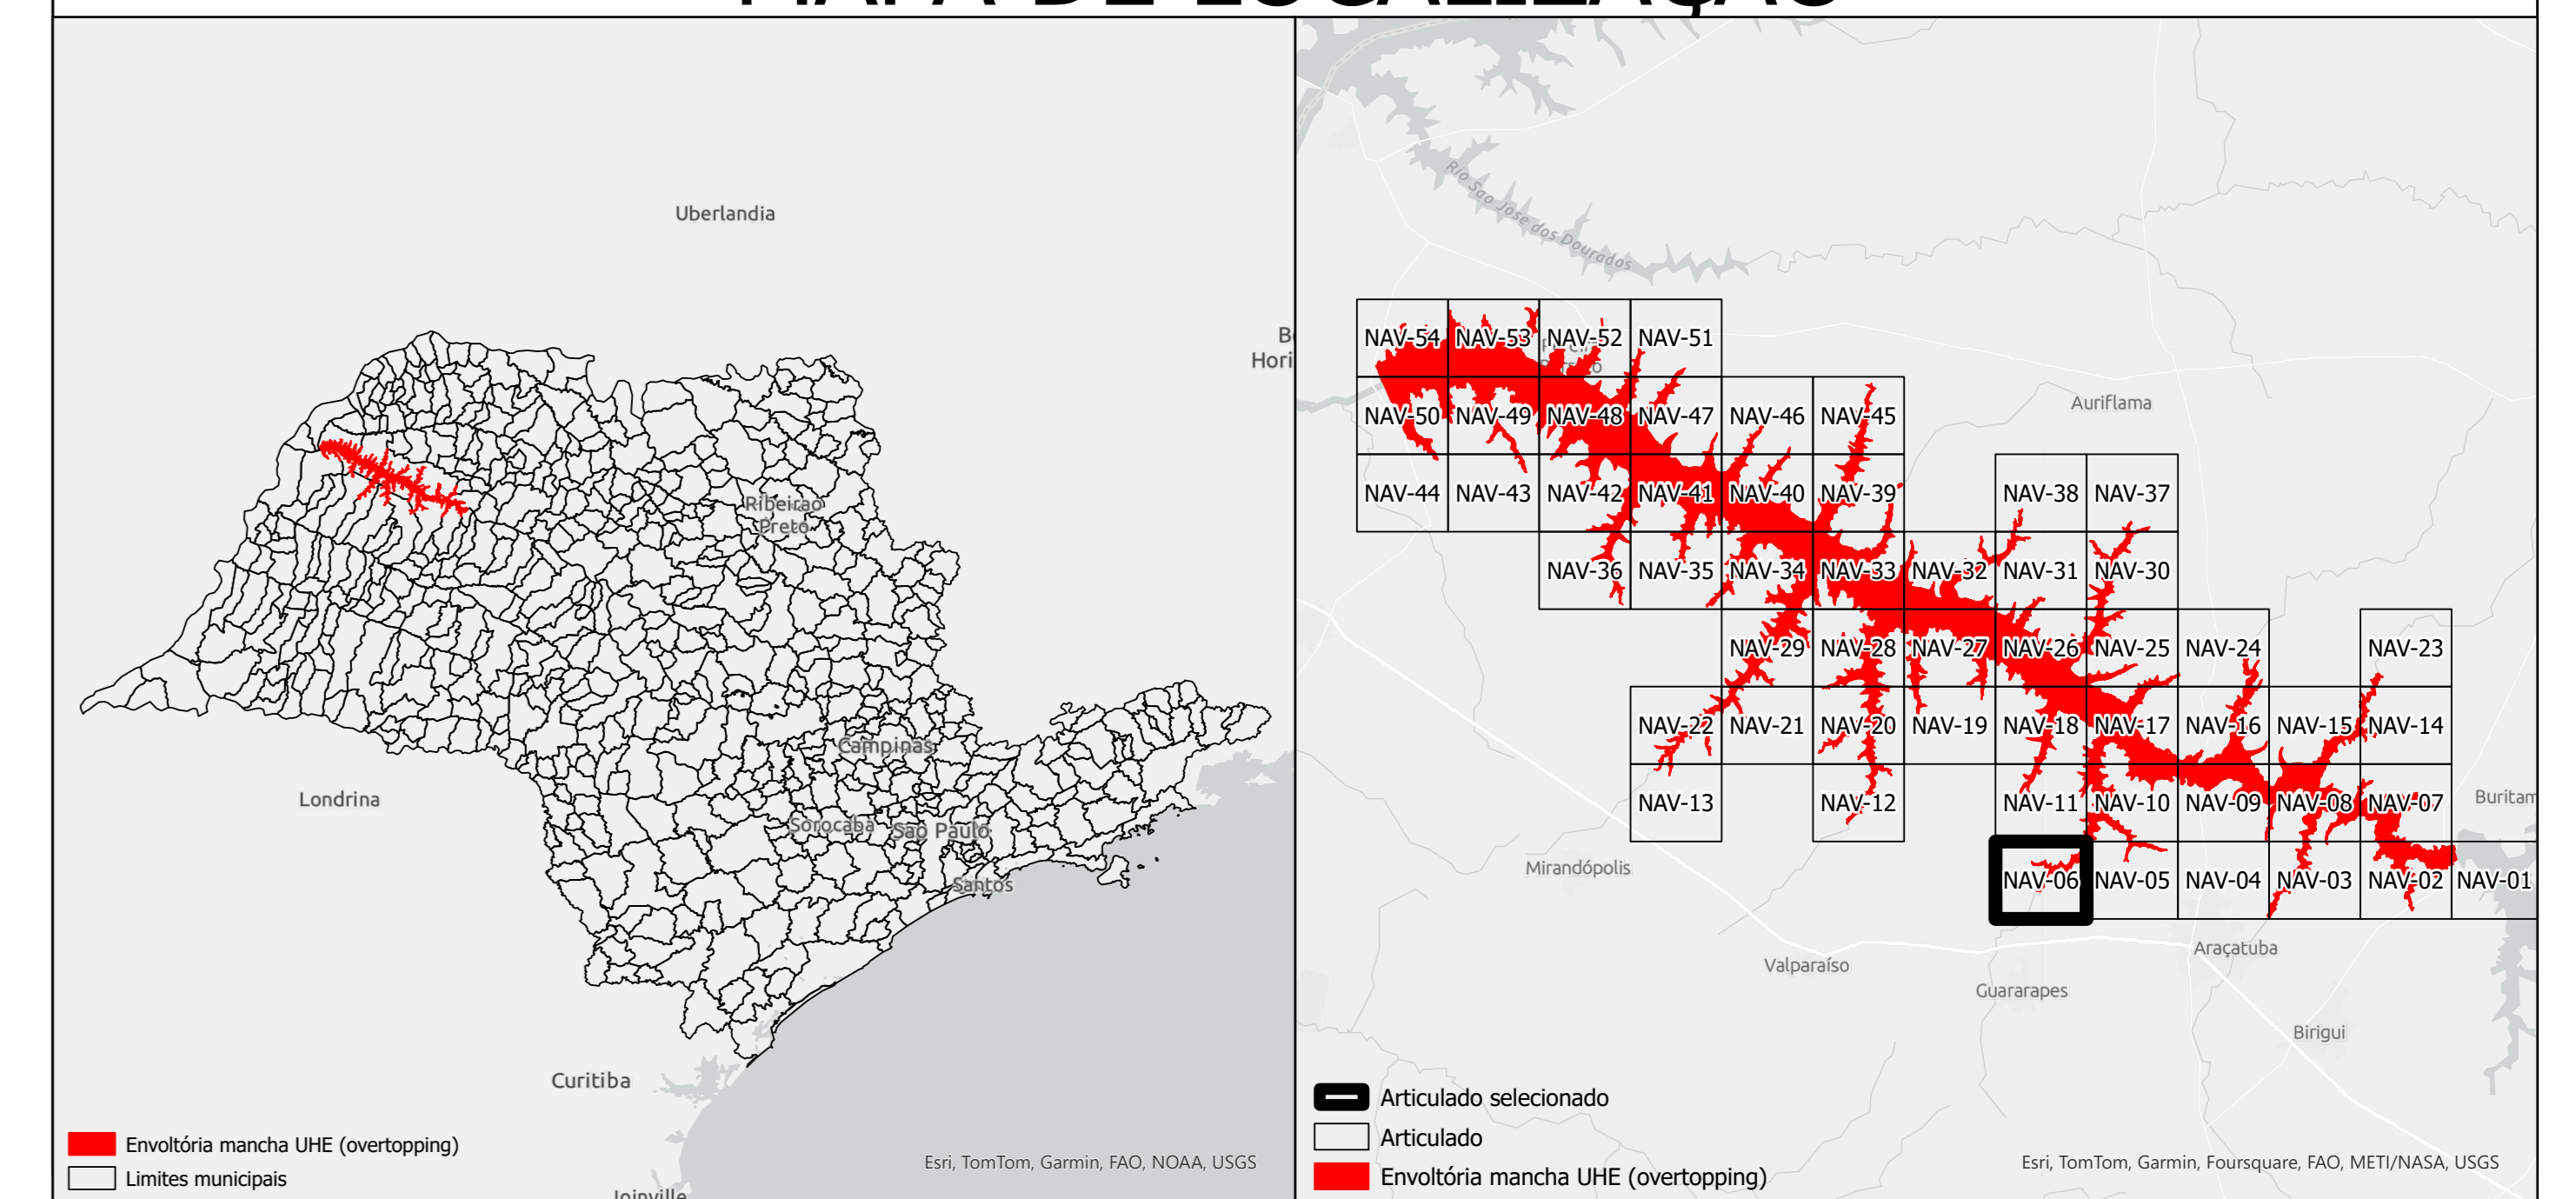 MAPA DE LOCALIZAÇÃO
Uberlandia
Ribeirao
Preto
Campinas
Londrina
Sorocaba
Sao Paulo
Santos
Curitiba
Joinville
Envoltória mancha UHE (overtopping)
Limites municipais
Esri, TomTom, Garmin, FAO, NOAA, USGS
Rio Sao Jose dos Dourados
NAV-54 NAV-53 NAV-52 NAV-51
NAV-50 NAV-49 NAV-48 NAV-47 NAV-46 NAV-45
Auriflama
NAV-44 NAV-43 NAV-42 NAV-41 NAV-40 NAV-39 NAV-38 NAV-37
NAV-36 NAV-35 NAV-34 NAV-33 NAV-32 NAV-31 NAV-30
NAV-29 NAV-28 NAV-27 NAV-26 NAV-25 NAV-24 NAV-23
NAV-22 NAV-21 NAV-20 NAV-19 NAV-18 NAV-17 NAV-16 NAV-15 NAV-14
NAV-13 NAV-12 NAV-11 NAV-10 NAV-09 NAV-08 NAV-07
Buritam
Mirandópolis
NAV-06 NAV-05 NAV-04 NAV-03 NAV-02 NAV-01
Araçatuba
Valparaíso
Guararapes
Birigui
Articulado selecionado
Articulado
Envoltória mancha UHE (overtopping)
Esri, TomTom, Garmin, Foursquare, FAO, METI/NASA, USGS